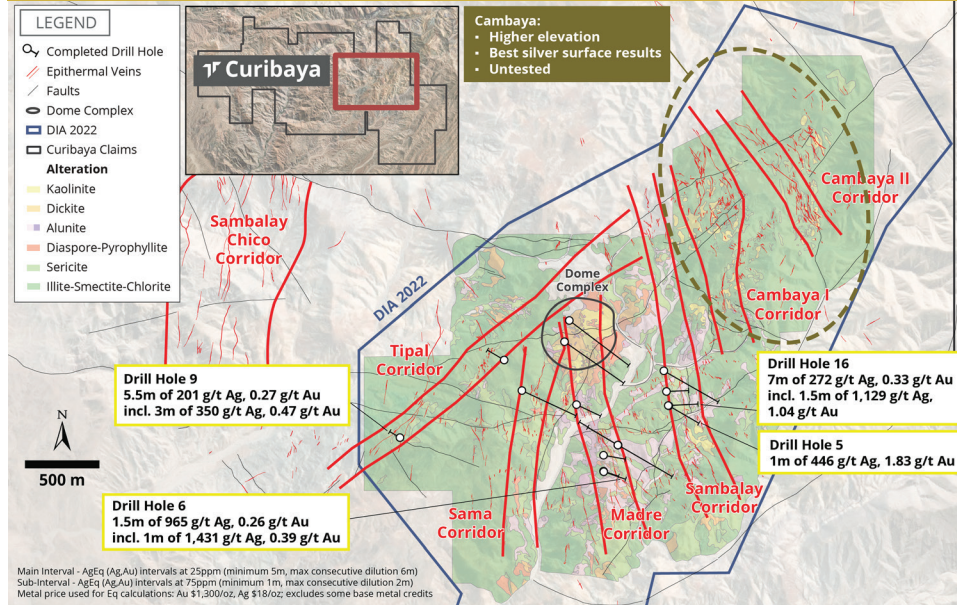 LEGEND
Completed Drill Hole
Epithermal Veins
Faults
Dome Complex
DIA 2022
Curibaya Claims
Alteration
Kaolinite
Dickite
Alunite
Diaspore-Pyrophyllite
Sericite
Illite-Smectite-Chlorite
Curibaya
Cambaya:
▪ Higher elevation
▪ Best silver surface results
▪ Untested
Cambaya II
Corridor
Sambalay
Chico
Corridor
DIA 2022
Dome
Complex
Cambaya I
Corridor
Tipal
Corridor
Drill Hole 9
5.5m of 201 g/t Ag, 0.27 g/t Au
incl. 3m of 350 g/t Ag, 0.47 g/t Au
Drill Hole 16
7m of 272 g/t Ag, 0.33 g/t Au
incl. 1.5m of 1,129 g/t Ag,
1.04 g/t Au
Drill Hole 5
1m of 446 g/t Ag, 1.83 g/t Au
N
500 m
Drill Hole 6
1.5m of 965 g/t Ag, 0.26 g/t Au
incl. 1m of 1,431 g/t Ag, 0.39 g/t Au
Sama
Corridor
Madre
Corridor
Sambalay
Corridor
Main Interval - AgEq (Ag,Au) intervals at 25ppm (minimum 5m, max consecutive dilution 6m)
Sub-Interval - AgEq (Ag,Au) intervals at 75ppm (minimum 1m, max consecutive dilution 2m)
Metal price used for Eq calculations: Au $1,300/oz, Ag $18/oz; excludes some base metal credits